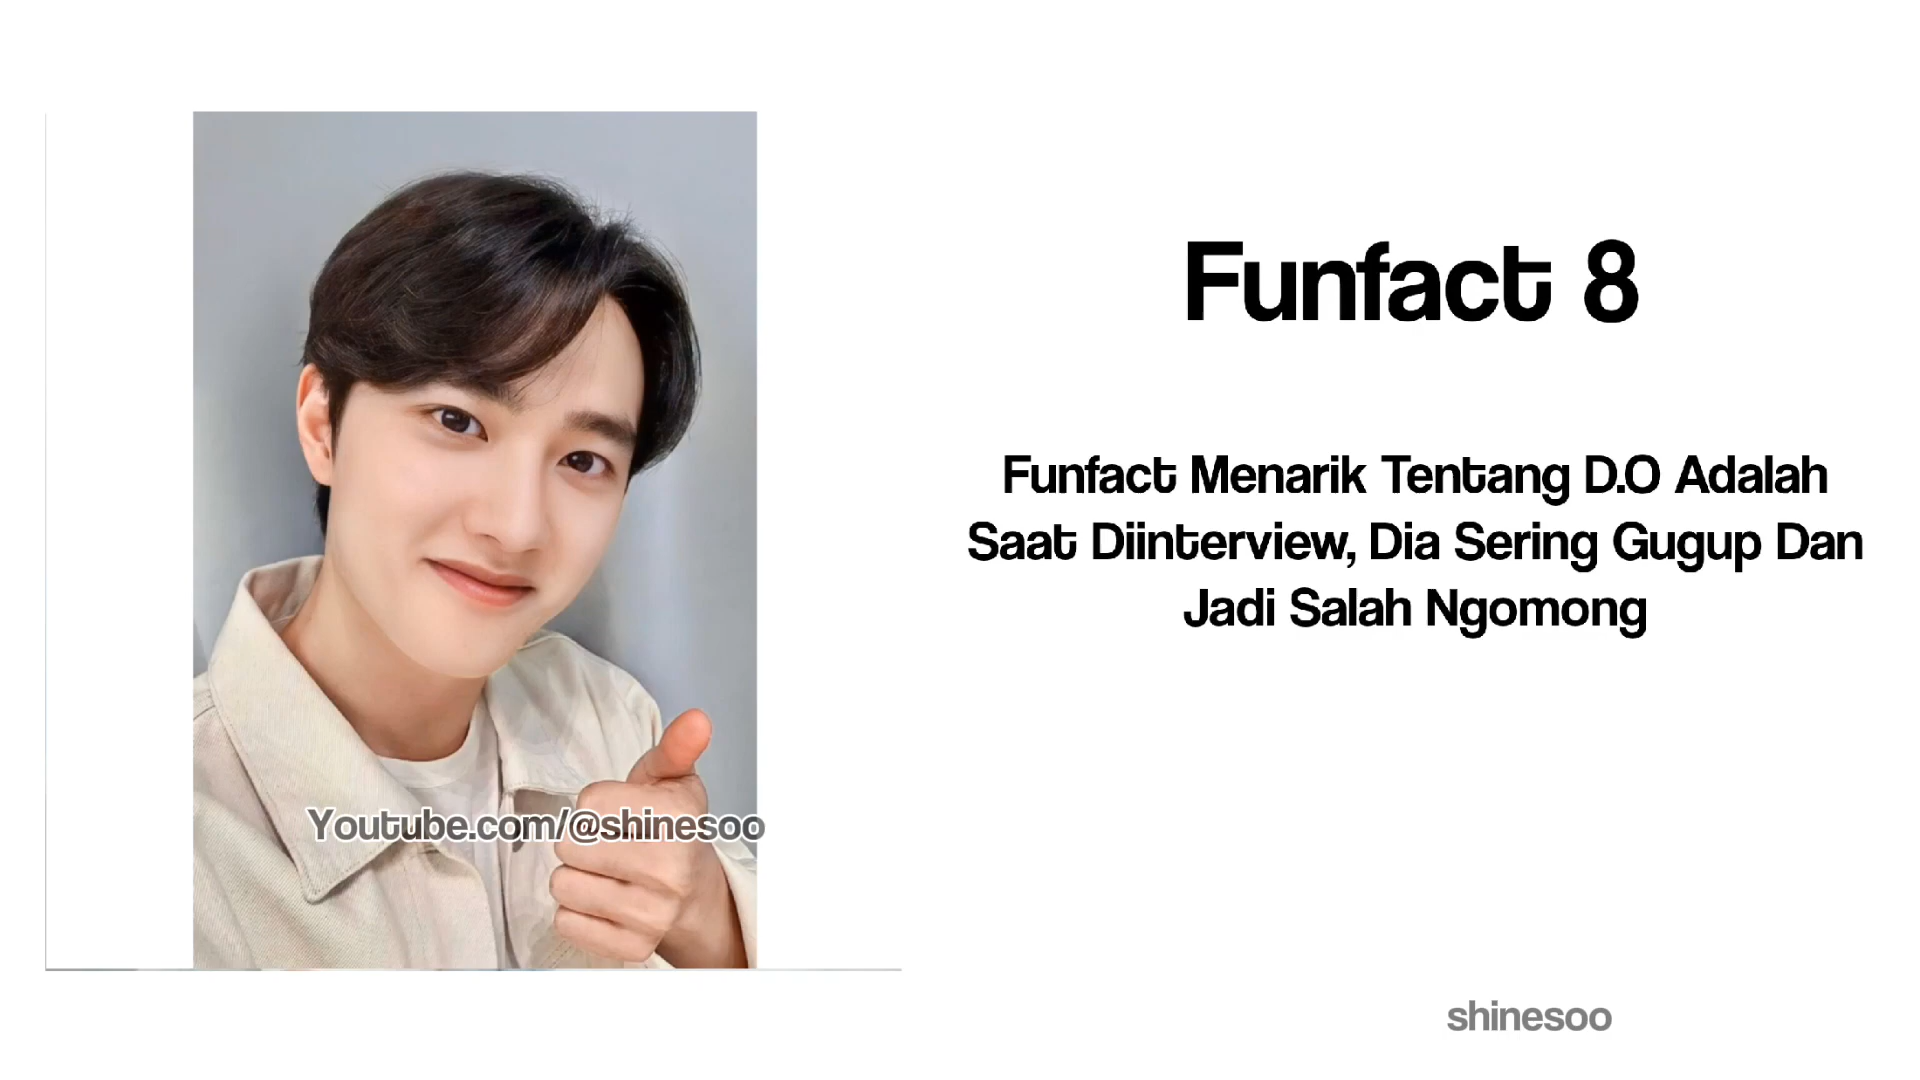 Funfact 8
Funfact Menarik Tentang D.O Adalah
Saat Diinterview, Dia Sering Gugup Dan
Jadi Salah Ngomong
Youtube.com/@shinesoo
shinesoo